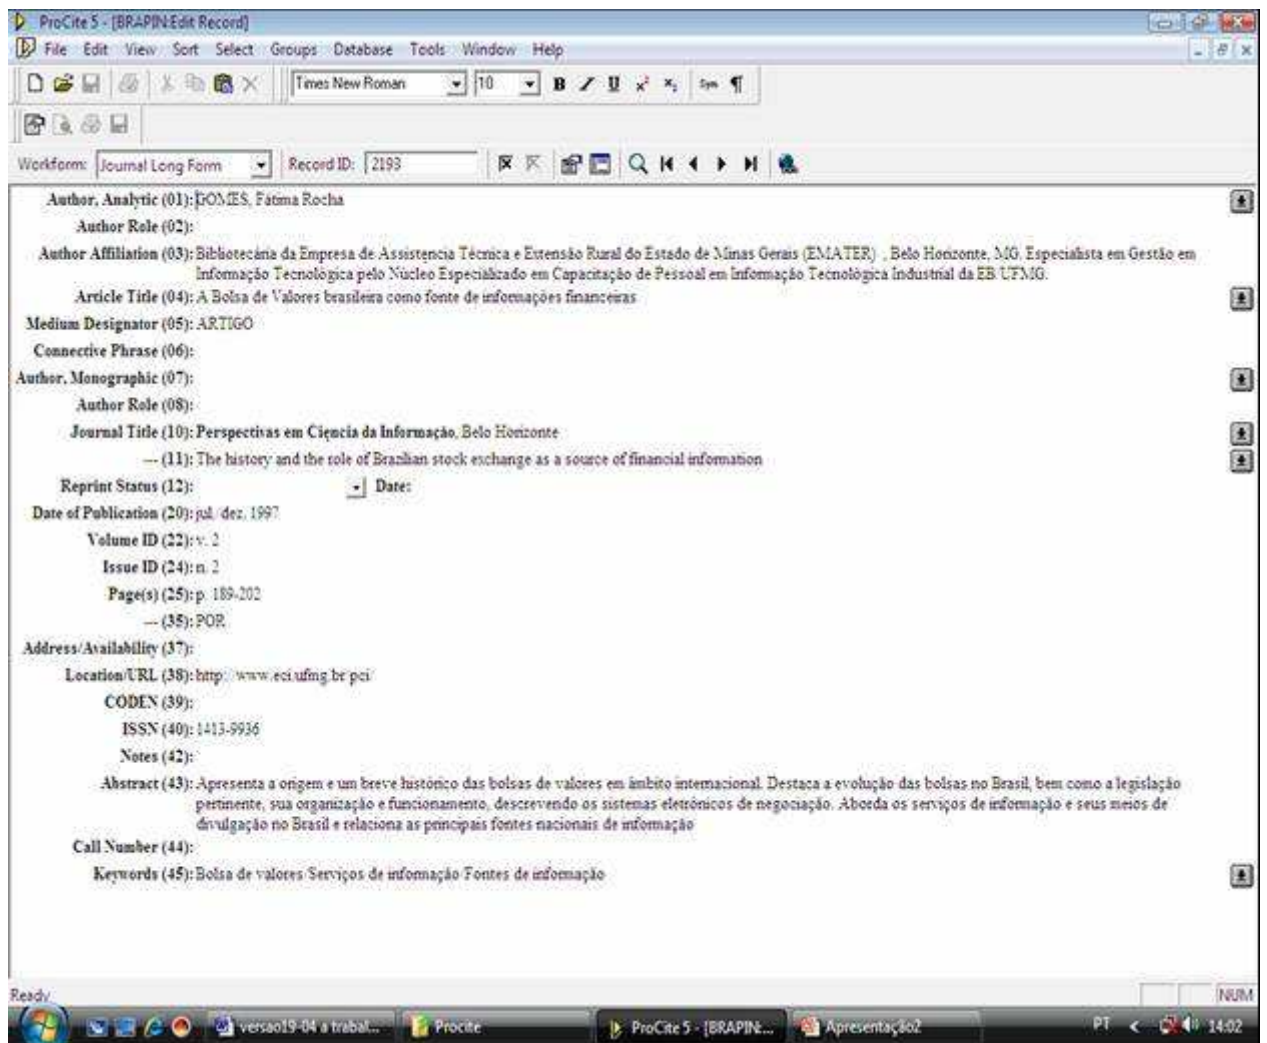 ProCite 5 - [BRAPIN:Edit Record]
File Edit View Sort Select Groups Database Tools Window Help
Times New Roman 10 B I U x² x₂ Sym ¶
Workform: Journal Long Form Record ID: 2193
Author, Analytic (01): GOMES, Fátima Rocha
Author Role (02):
Author Affiliation (03): Bibliotecária da Empresa de Assistencia Técnica e Extensão Rural do Estado de Minas Gerais (EMATER) , Belo Horizonte, MG. Especialista em Gestão em
Informação Tecnológica pelo Núcleo Especializado em Capacitação de Pessoal em Informação Tecnológica Industrial da EB/UFMG.
Article Title (04): A Bolsa de Valores brasileira como fonte de informações financeiras
Medium Designator (05): ARTIGO
Connective Phrase (06):
Author, Monographic (07):
Author Role (08):
Journal Title (10): Perspectivas em Ciência da Informação, Belo Horizonte
--- (11): The history and the role of Brazilian stock exchange as a source of financial information
Reprint Status (12): Date:
Date of Publication (20): jul./dez. 1997
Volume ID (22): v. 2
Issue ID (24): n. 2
Page(s) (25): p. 189-202
--- (35): POR
Address/Availability (37):
Location/URL (38): http://www.eci.ufmg.br/pci/
CODEN (39):
ISSN (40): 1413-9936
Notes (42):
Abstract (43): Apresenta a origem e um breve histórico das bolsas de valores em âmbito internacional. Destaca a evolução das bolsas no Brasil, bem como a legislação
pertinente, sua organização e funcionamento, descrevendo os sistemas eletrônicos de negociação. Aborda os serviços de informação e seus meios de
divulgação no Brasil e relaciona as principais fontes nacionais de informação
Call Number (44):
Keywords (45): Bolsa de valores/Serviços de informação/Fontes de informação
Ready NUM
versao19-04 a trabal... Procite ProCite 5 - [BRAPIN:... Apresentação2 PT 14:02